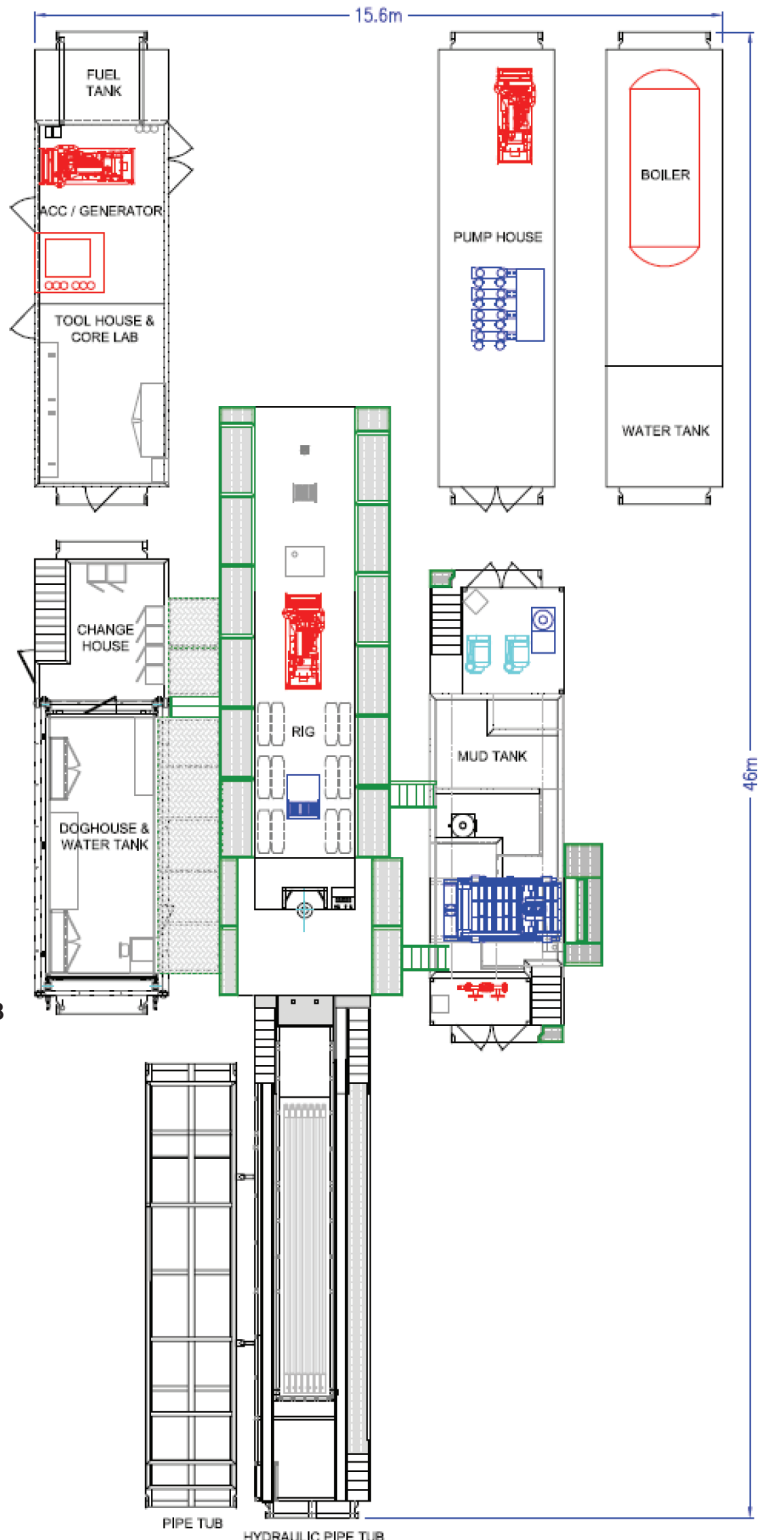 15.6m
FUEL
TANK
BOILER
ACC / GENERATOR
PUMP HOUSE
TOOL HOUSE &
CORE LAB
WATER TANK
CHANGE
HOUSE
RIG
MUD TANK
46m
DOGHOUSE &
WATER TANK
PIPE TUB
HYDRAULIC PIPE TUB